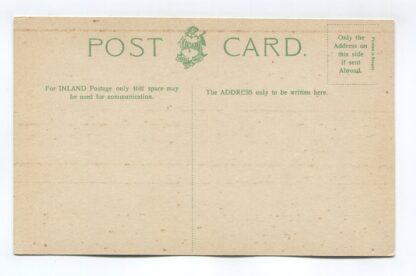 POST CARD.
Only the
Address on
this side
if sent
Abroad.
For INLAND Postage only this space may
be used for communication.
The ADDRESS only to be written here.